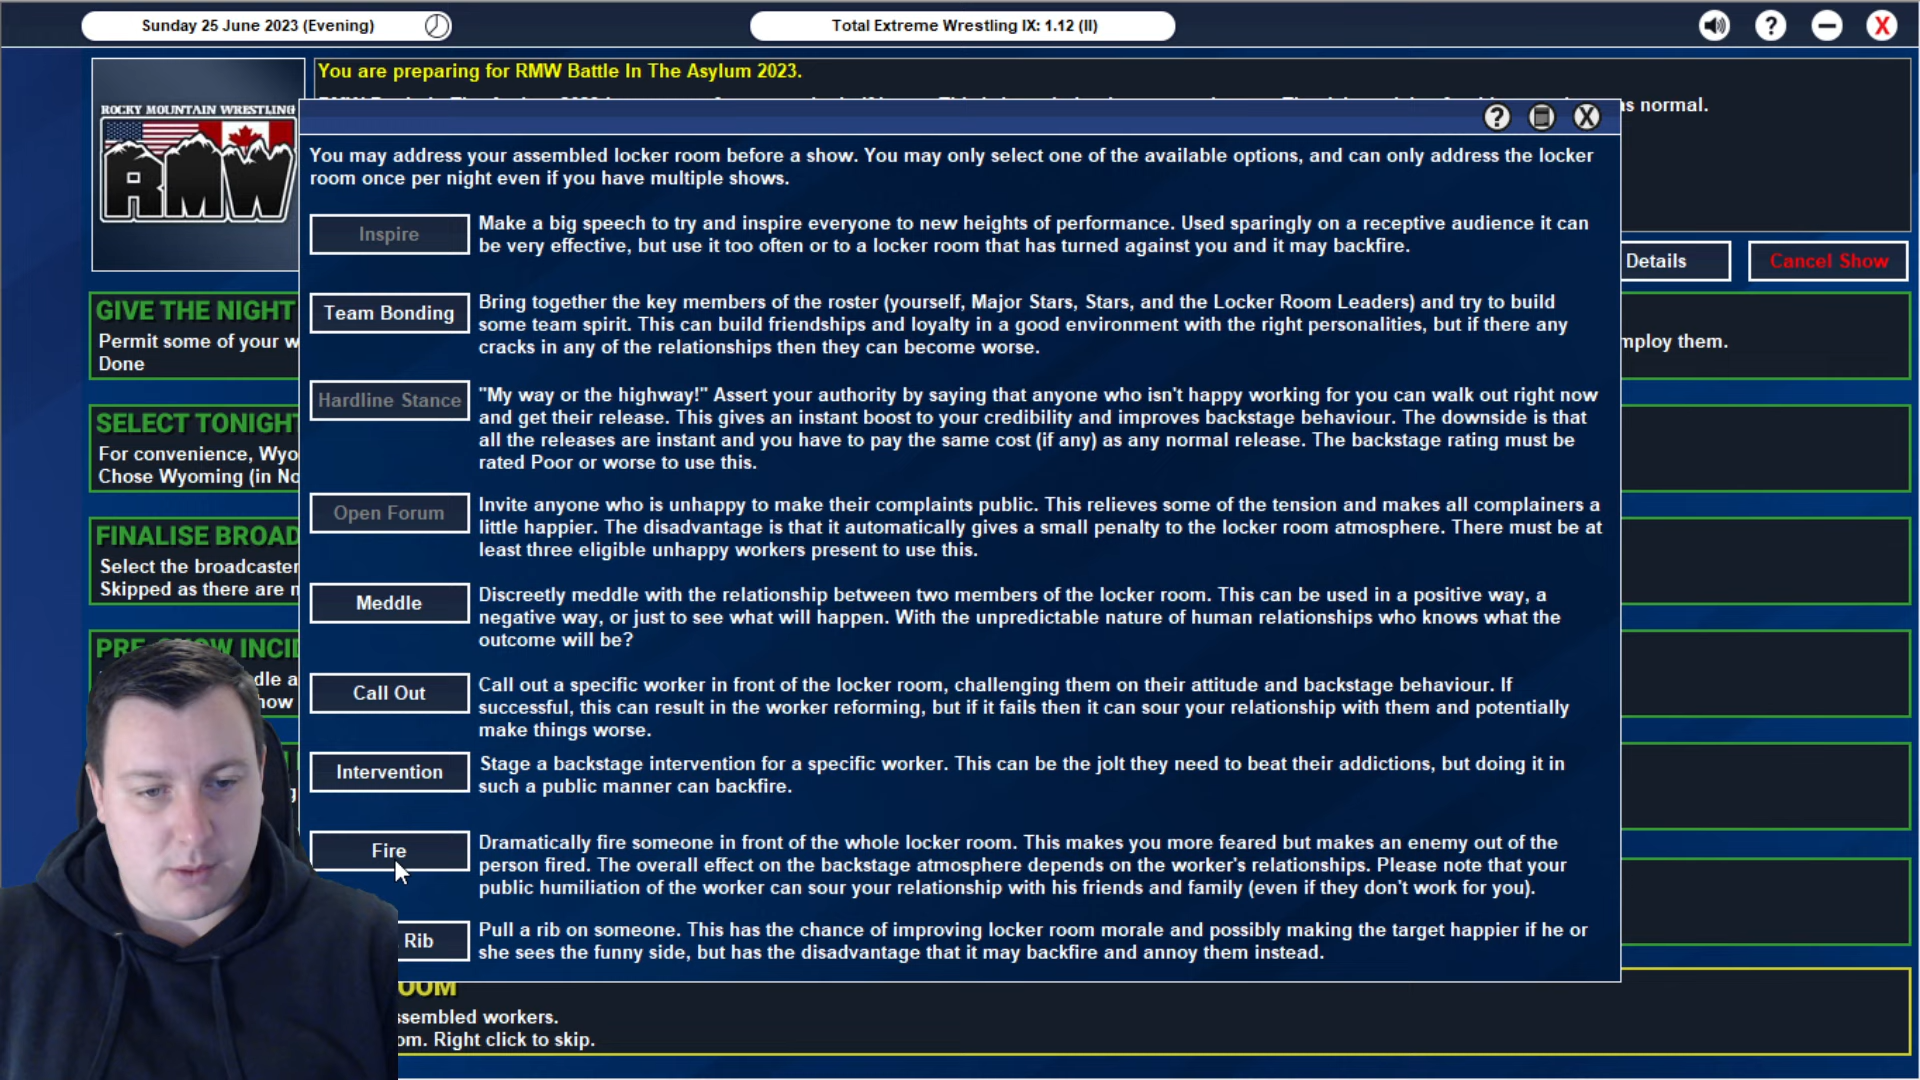 Sunday 25 June 2023 (Evening)
Total Extreme Wrestling IX: 1.12 (II)
?
X
You are preparing for RMW Battle In The Asylum 2023.
as normal.
ROCKY MOUNTAIN WRESTLING
RMW
?
X
You may address your assembled locker room before a show. You may only select one of the available options, and can only address the locker
room once per night even if you have multiple shows.
Inspire
Make a big speech to try and inspire everyone to new heights of performance. Used sparingly on a receptive audience it can
be very effective, but use it too often or to a locker room that has turned against you and it may backfire.
Details
Cancel Show
Team Bonding
Bring together the key members of the roster (yourself, Major Stars, Stars, and the Locker Room Leaders) and try to build
some team spirit. This can build friendships and loyalty in a good environment with the right personalities, but if there any
cracks in any of the relationships then they can become worse.
GIVE THE NIGHT
Permit some of your w
Done
mploy them.
Hardline Stance
"My way or the highway!" Assert your authority by saying that anyone who isn't happy working for you can walk out right now
and get their release. This gives an instant boost to your credibility and improves backstage behaviour. The downside is that
all the releases are instant and you have to pay the same cost (if any) as any normal release. The backstage rating must be
rated Poor or worse to use this.
SELECT TONIGHT
For convenience, Wyo
Chose Wyoming (in No
Open Forum
Invite anyone who is unhappy to make their complaints public. This relieves some of the tension and makes all complainers a
little happier. The disadvantage is that it automatically gives a small penalty to the locker room atmosphere. There must be at
least three eligible unhappy workers present to use this.
FINALISE BROAD
Select the broadcaster
Skipped as there are n
Meddle
Discreetly meddle with the relationship between two members of the locker room. This can be used in a positive way, a
negative way, or just to see what will happen. With the unpredictable nature of human relationships who knows what the
outcome will be?
PRE-SHOW INCI
dle a
how
Call Out
Call out a specific worker in front of the locker room, challenging them on their attitude and backstage behaviour. If
successful, this can result in the worker reforming, but if it fails then it can sour your relationship with them and potentially
make things worse.
Intervention
Stage a backstage intervention for a specific worker. This can be the jolt they need to beat their addictions, but doing it in
such a public manner can backfire.
Fire
Dramatically fire someone in front of the whole locker room. This makes you more feared but makes an enemy out of the
person fired. The overall effect on the backstage atmosphere depends on the worker's relationships. Please note that your
public humiliation of the worker can sour your relationship with his friends and family (even if they don't work for you).
Rib
Pull a rib on someone. This has the chance of improving locker room morale and possibly making the target happier if he or
she sees the funny side, but has the disadvantage that it may backfire and annoy them instead.
OOM
ssembled workers.
om. Right click to skip.